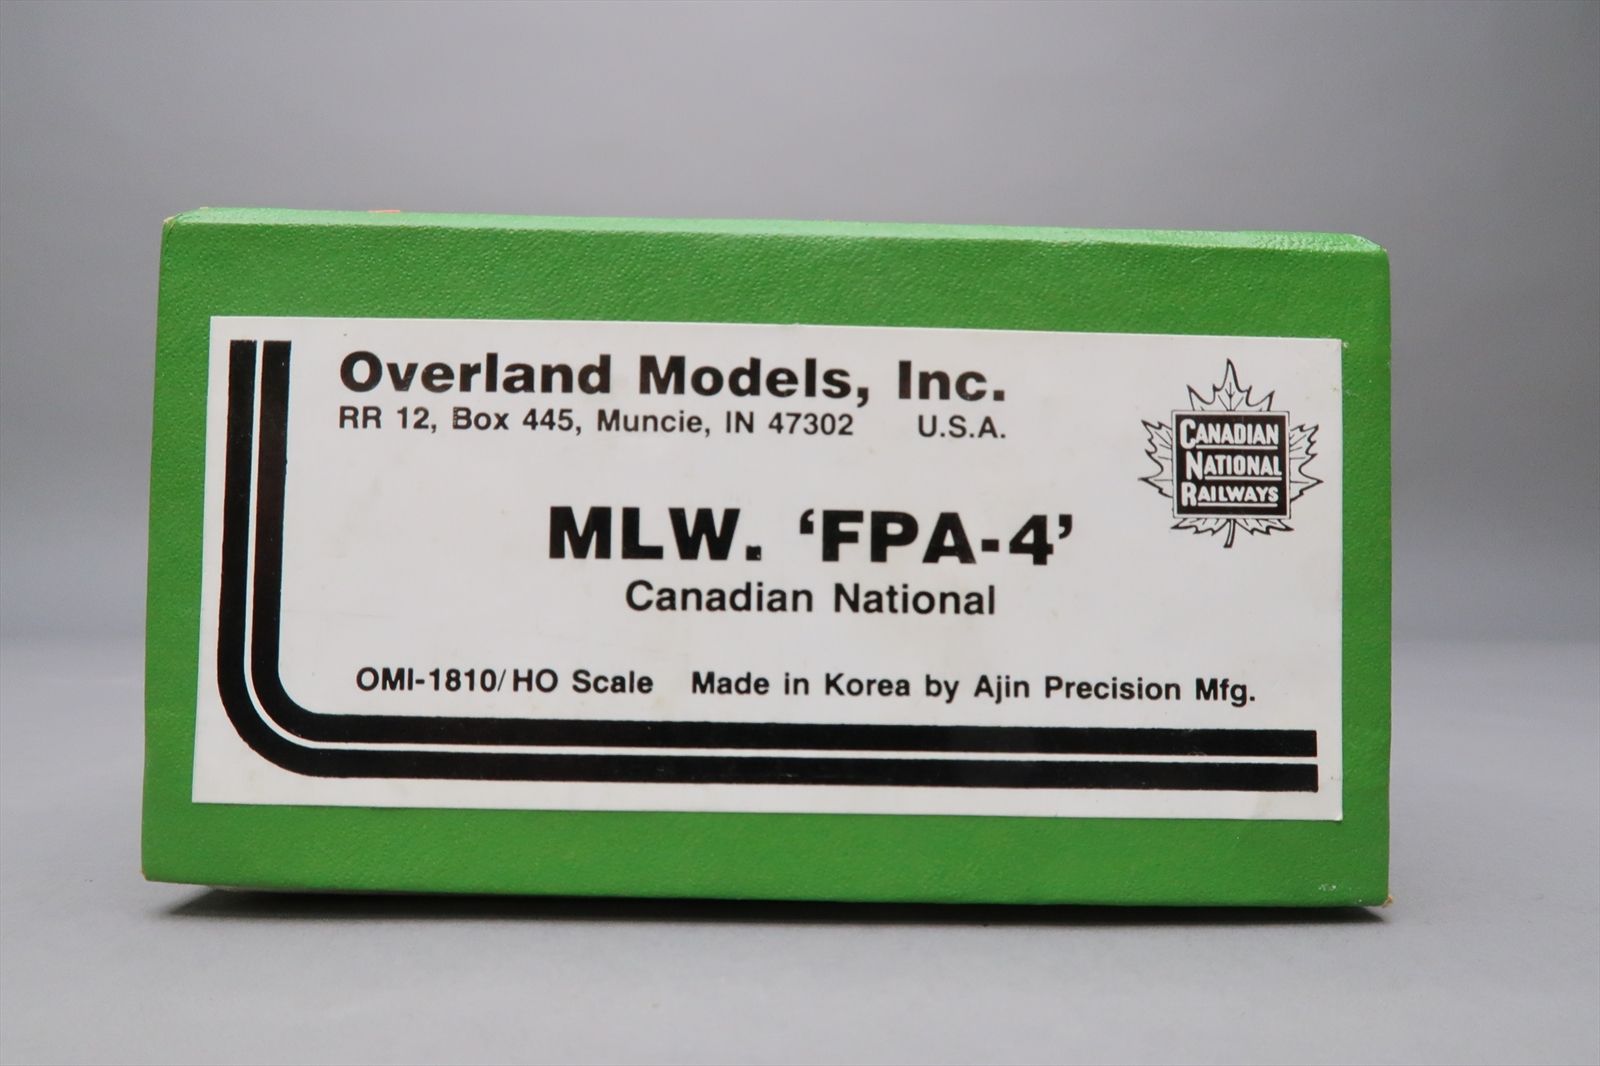 Overland Models, Inc.
RR 12, Box 445, Muncie, IN 47302 U.S.A.
CANADIAN
NATIONAL
RAILWAYS
MLW. ‘FPA-4’
Canadian National
OMI-1810/HO Scale Made in Korea by Ajin Precision Mfg.